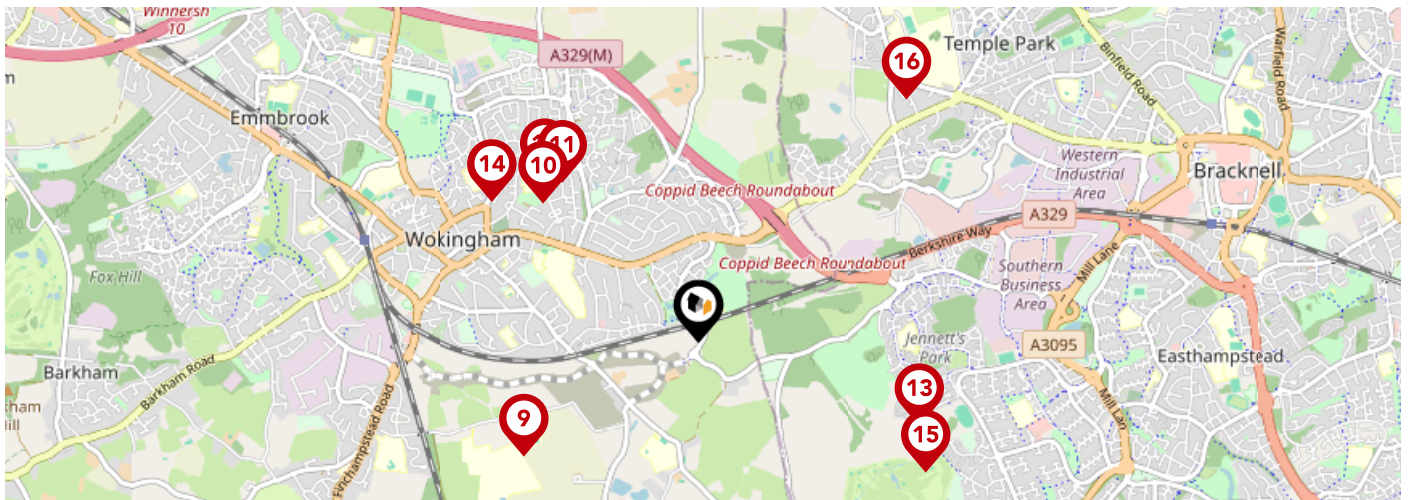 Winnersh
10
A329(M)
Temple Park
Binfield Road
Warfield Road
16
Emmbrook
11
14
10
Western
Industrial
Area
Bracknell
Coppid Beech Roundabout
A329
Wokingham
Berkshire Way
Mill Lane
Coppid Beech Roundabout
Southern
Business
Area
Fox Hill
Jennett's
Park
A3095
Easthampstead
Barkham
Barkham Road
13
Mill Lan
9
15
Finchampstead Road